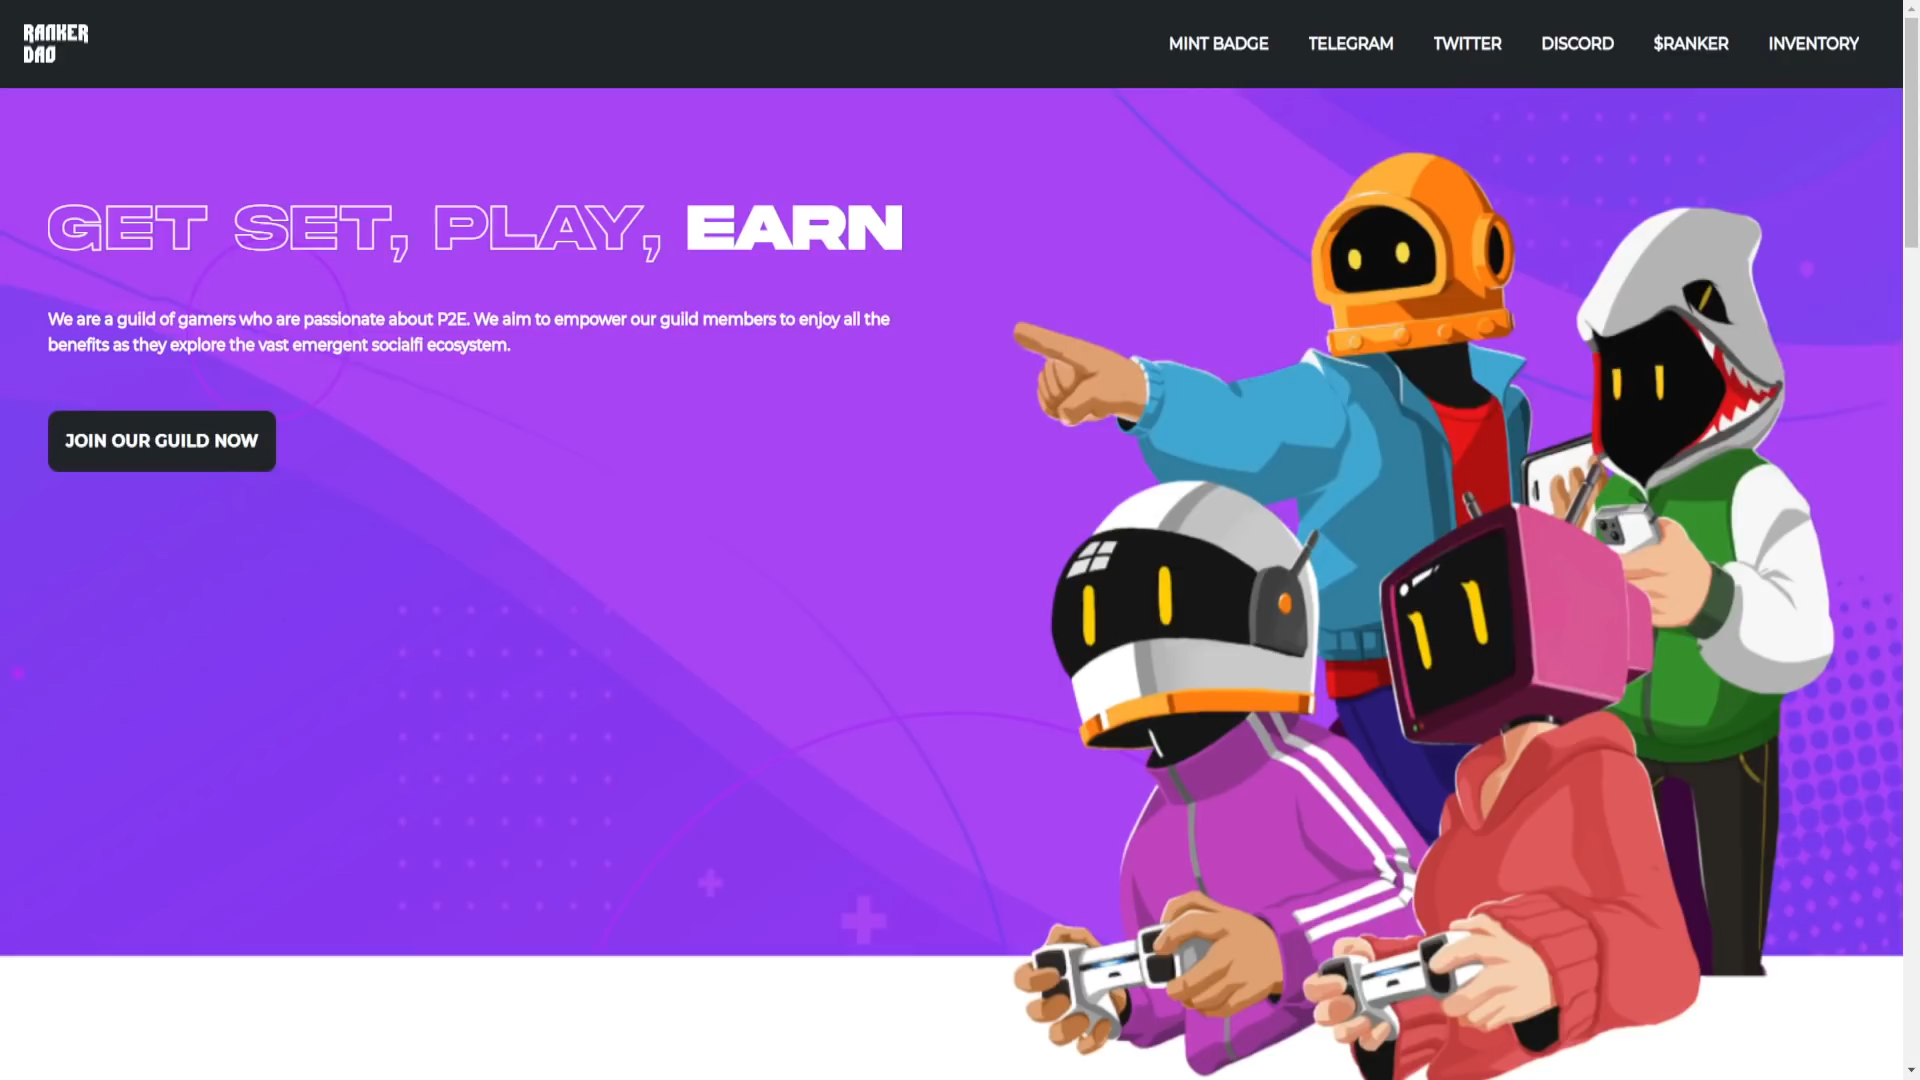 RANKER
DAO
MINT BADGE
TELEGRAM
TWITTER
DISCORD
$RANKER
INVENTORY
GET SET, PLAY, EARN
We are a guild of gamers who are passionate about P2E. We aim to empower our guild members to enjoy all the
benefits as they explore the vast emergent socialfi ecosystem.
JOIN OUR GUILD NOW